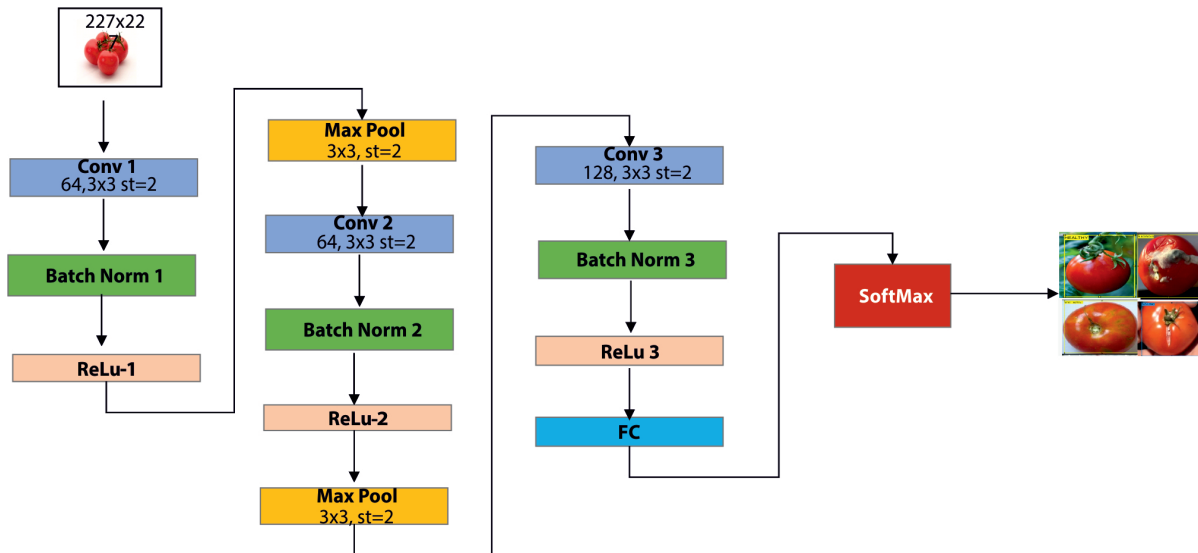 227x22
7
Conv 1
64,3x3 st=2
Batch Norm 1
ReLu-1
Max Pool
3x3, st=2
Conv 2
64, 3x3 st=2
Batch Norm 2
ReLu-2
Max Pool
3x3, st=2
Conv 3
128, 3x3 st=2
Batch Norm 3
ReLu 3
FC
SoftMax
HEALTHY